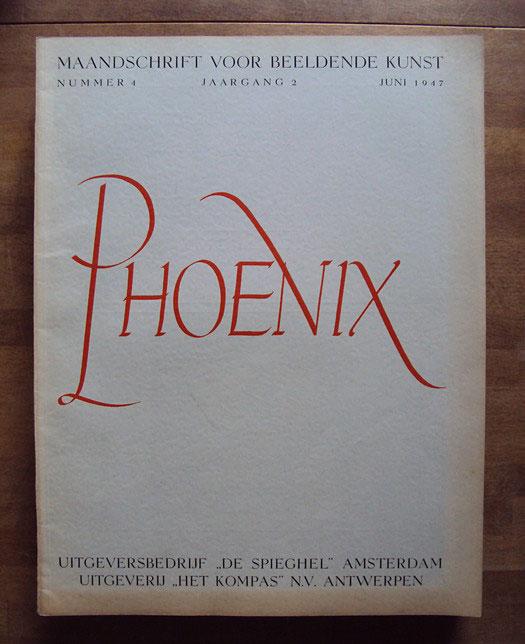 MAANDSCHRIFT VOOR BEELDENDE KUNST
NUMMER 4 JAARGANG 2 JUNI 1947
PHOENIX
UITGEVERSBEDRIJF „DE SPIEGHEL" AMSTERDAM
UITGEVERIJ „HET KOMPAS" N.V. ANTWERPEN